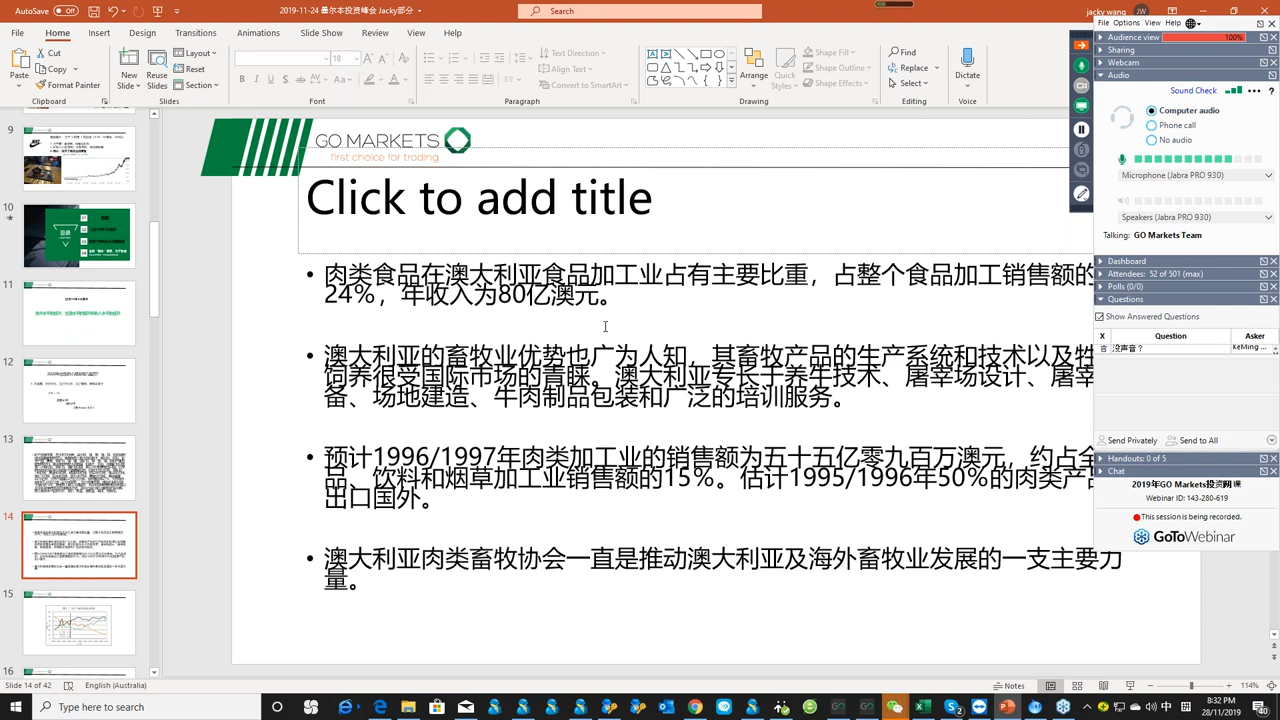 AutoSave
Off
2019-11-24 墨尔本投资峰会 Jacky部分
Search
File
Home
Insert
Design
Transitions
Animations
Slide Show
Review
View
Help
Paste
Cut
Copy
Format Painter
Clipboard
New
Slide
Reuse
Slides
Layout
Reset
Section
Slides
18
Font
Text Direction
Align Text
Convert to SmartArt
Paragraph
Arrange
Quick
Styles
Shape Fill
Shape Outline
Shape Effects
Drawing
Find
Replace
Select
Editing
Dictate
Voice
9
10
11
12
13
14
15
16
GO MARKETS
first choice for trading
Click to add title
• 肉类食品在澳大利亚食品加工业占有主要比重，占整个食品加工销售额的
24%，年收入为80亿澳元。
• 澳大利亚的畜牧业优势也广为人知，其畜牧产品的生产系统和技术以及牲
饲养很受国际市场的青睐。澳大利亚专长于养牛技术、屠宰场设计、屠宰
备、场地建造、牛肉制品包装和广泛的培训服务。
• 预计1996/1997年肉类加工业的销售额为五十五亿零九百万澳元，约占全
品、饮料和烟草加工业销售额的15%。估计1995/1996年50%的肉类产品
出口国外。
• 澳大利亚肉类畜牧协会一直是推动澳大利亚及海外畜牧业发展的一支主要力
量。
File Options View Help
Audience view
100%
Sharing
Webcam
Audio
Sound Check
Computer audio
Phone call
No audio
Microphone (Jabra PRO 930)
Speakers (Jabra PRO 930)
Talking: GO Markets Team
Dashboard
Attendees: 52 of 501 (max)
Polls (0/0)
Questions
Show Answered Questions
X Question Asker
没声音？
Send Privately
Send to All
Handouts: 0 of 5
Chat
2019年GO Markets投资网课
Webinar ID: 143-280-619
This session is being recorded.
GoToWebinar
Slide 14 of 42
English (Australia)
Notes
114%
Type here to search
8:32 PM
28/11/2019